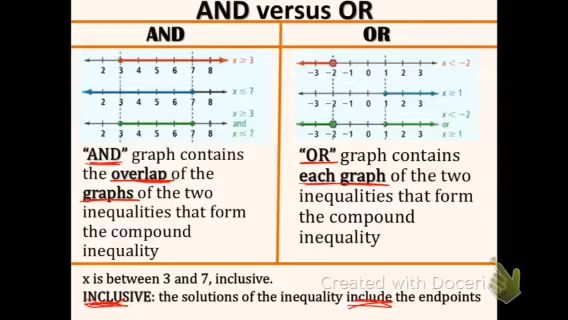 AND versus OR
AND
OR
x ≥ 3
2 3 4 5 6 7 8
x ≤ 7
2 3 4 5 6 7 8
x ≥ 3
and
x ≤ 7
2 3 4 5 6 7 8
x < −2
−3 −2 −1 0 1 2 3
x ≥ 1
−3 −2 −1 0 1 2 3
x < −2
or
x ≥ 1
−3 −2 −1 0 1 2 3
“AND” graph contains
the overlap of the
graphs of the two
inequalities that form
the compound
inequality
“OR” graph contains
each graph of the two
inequalities that form
the compound
inequality
x is between 3 and 7, inclusive.
INCLUSIVE: the solutions of the inequality include the endpoints
Created with Doceri